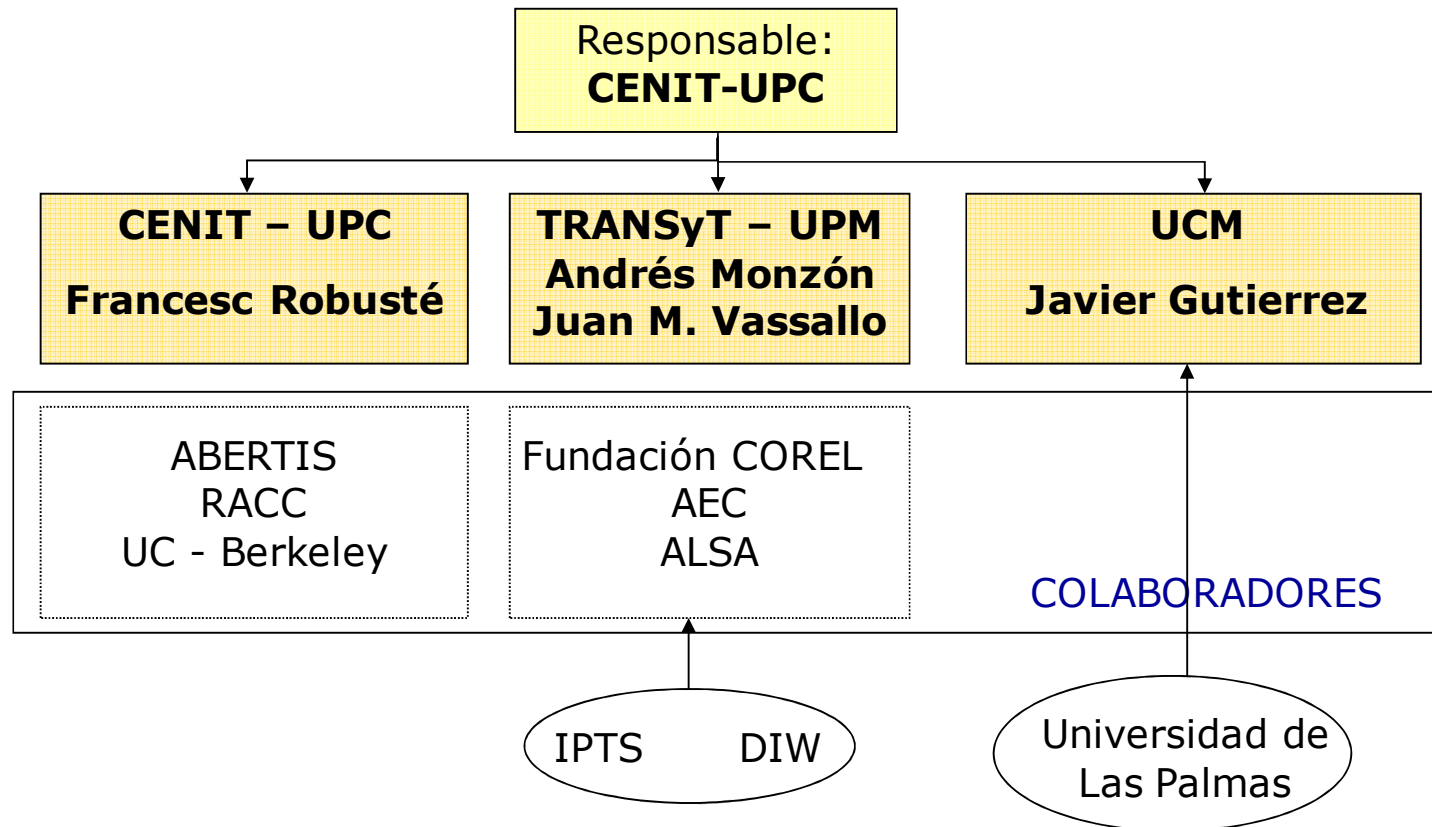 Responsable:
CENIT-UPC
CENIT – UPC
Francesc Robusté
TRANSyT – UPM
Andrés Monzón
Juan M. Vassallo
UCM
Javier Gutierrez
ABERTIS
RACC
UC - Berkeley
Fundación COREL
AEC
ALSA
COLABORADORES
IPTS DIW
Universidad de
Las Palmas